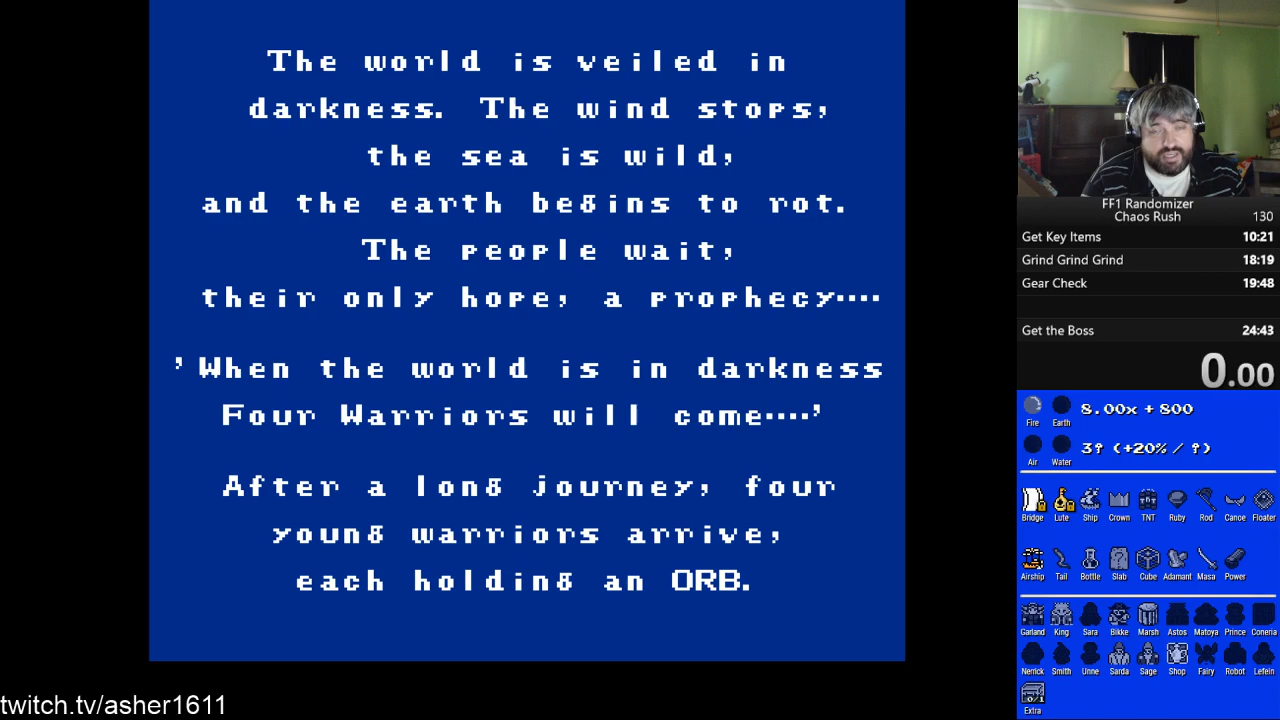 The world is veiled in
darkness. The wind stops,
the sea is wild,
and the earth begins to rot.
The people wait,
their only hope, a prophecy....
'When the world is in darkness
Four Warriors will come....'
After a long journey, four
young warriors arrive,
each holding an ORB.
FF1 Randomizer
Chaos Rush 130
Get Key Items 10:21
Grind Grind Grind 18:19
Gear Check 19:48
Get the Boss 24:43
0.00
Fire Earth 8.00x + 800
Air Water 3↑ (+20% / ↑)
Bridge Lute Ship Crown TNT Ruby Rod Canoe Floater
Airship Tail Bottle Slab Cube Adamant Masa Power
Garland King Sara Bikke Marsh Astos Matoya Prince Coneria
Nerrick Smith Unne Sarda Sage Shop Fairy Robot Lefein
0/1
Extra
twitch.tv/asher1611